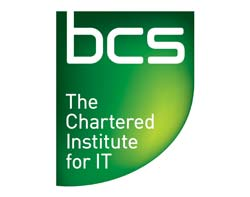 bcs
The
Chartered
Institute
for IT